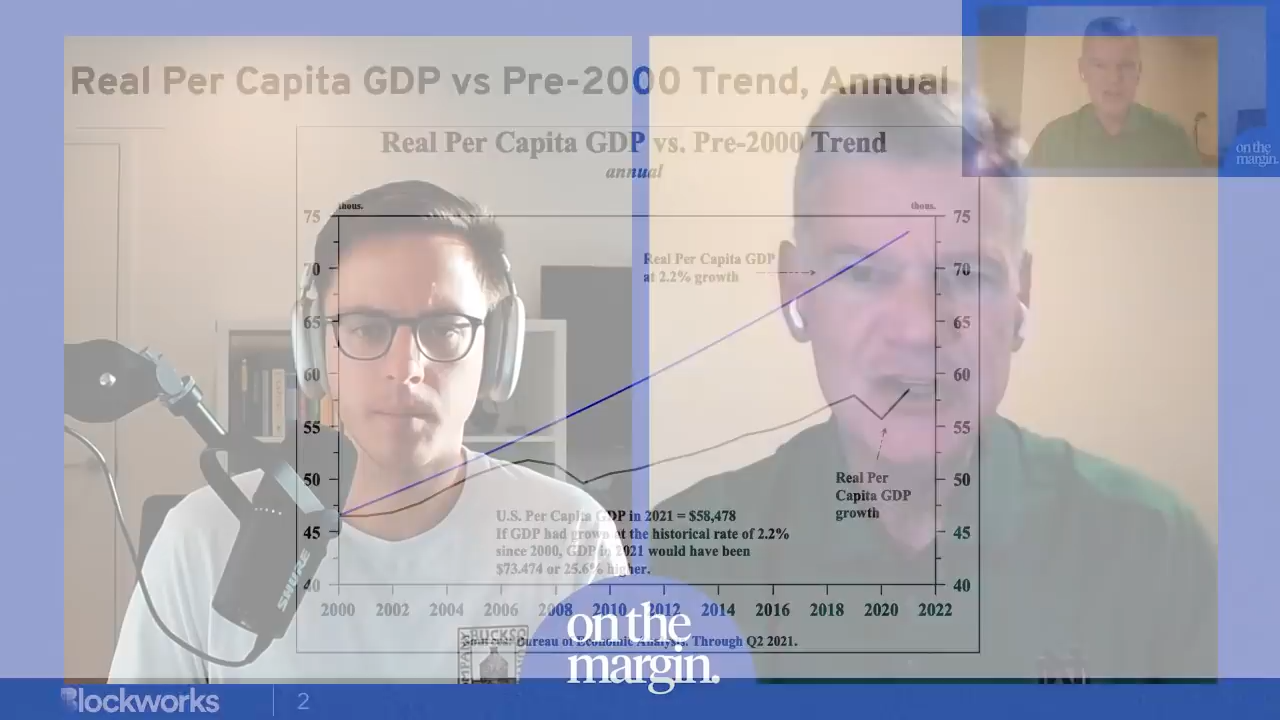 Real Per Capita GDP vs Pre-2000 Trend, Annual
on the
margin.
Real Per Capita GDP vs. Pre-2000 Trend
annual
thous.
thous.
75
70
65
60
55
50
45
40
75
70
65
60
55
50
45
40
Real Per Capita GDP
at 2.2% growth
Real Per
Capita GDP
growth
U.S. Per Capita GDP in 2021 = $58,478
If GDP had grown at the historical rate of 2.2%
since 2000, GDP in 2021 would have been
$73.474 or 25.6% higher.
2000 2002 2004 2006 2008 2010 2012 2014 2016 2018 2020 2022
Bureau of Economic Analysis. Through Q2 2021.
SHURE
on the
margin.
Blockworks
2